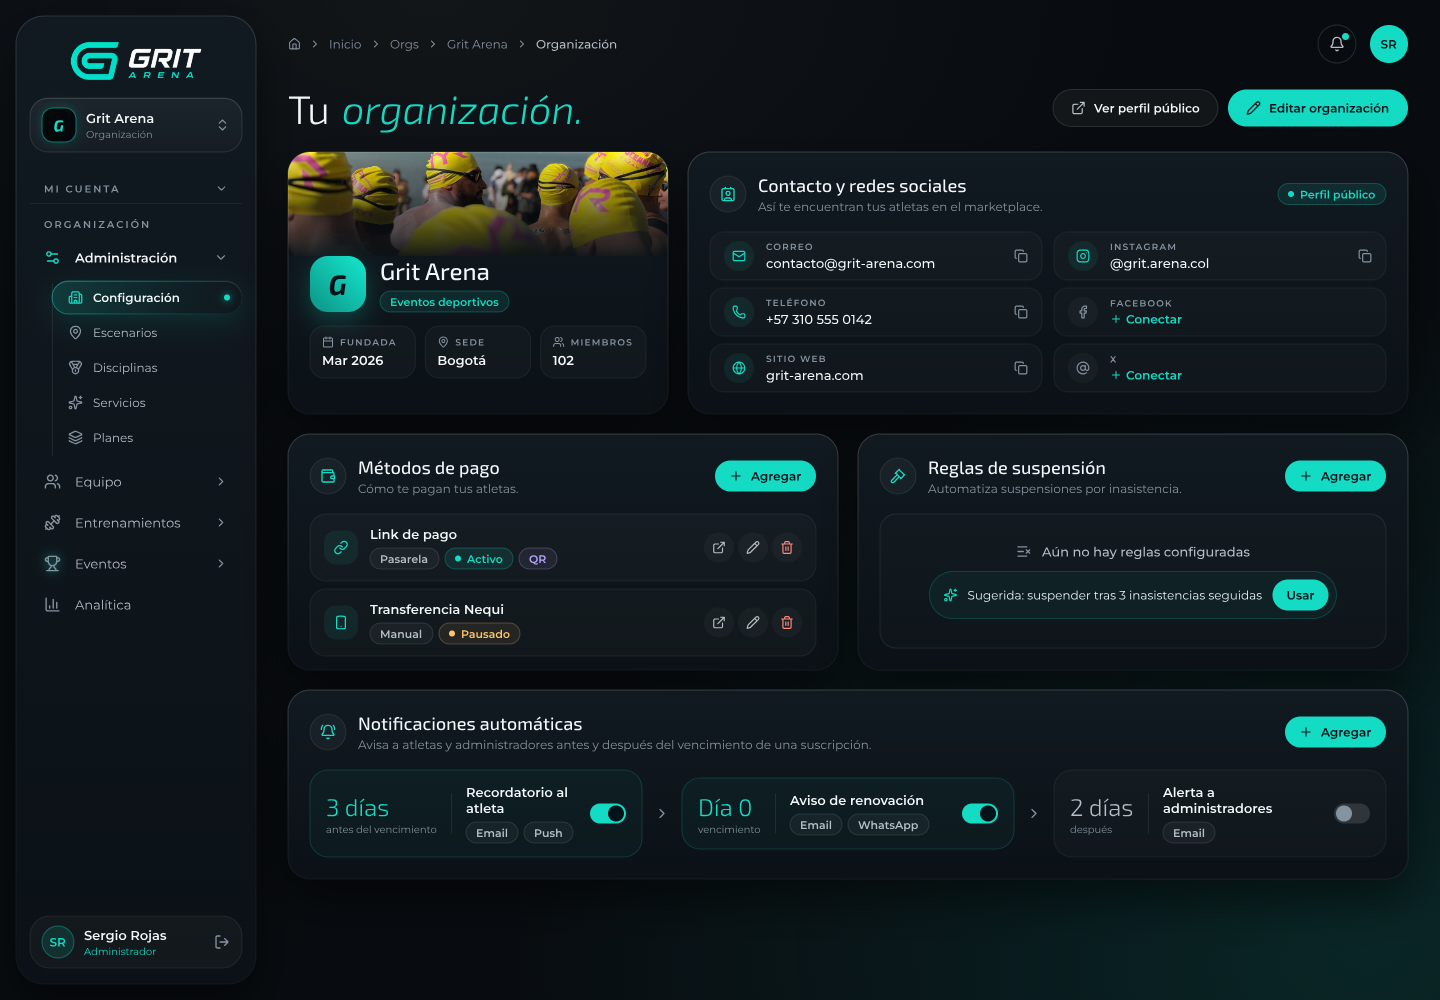 GRIT
ARENA
Grit Arena
Organización
MI CUENTA
ORGANIZACIÓN
Administración
Configuración
Escenarios
Disciplinas
Servicios
Planes
Equipo
Entrenamientos
Eventos
Analítica
SR
Sergio Rojas
Administrador
Inicio
Orgs
Grit Arena
Organización
SR
Tu organización.
Ver perfil público
Editar organización
G
Grit Arena
Eventos deportivos
FUNDADA
Mar 2026
SEDE
Bogotá
MIEMBROS
102
Contacto y redes sociales
Así te encuentran tus atletas en el marketplace.
Perfil público
CORREO
contacto@grit-arena.com
INSTAGRAM
@grit.arena.col
TELÉFONO
+57 310 555 0142
FACEBOOK
+ Conectar
SITIO WEB
grit-arena.com
X
+ Conectar
Métodos de pago
Cómo te pagan tus atletas.
+ Agregar
Link de pago
Pasarela
Activo
QR
Transferencia Nequi
Manual
Pausado
Reglas de suspensión
Automatiza suspensiones por inasistencia.
+ Agregar
Aún no hay reglas configuradas
Sugerida: suspender tras 3 inasistencias seguidas
Usar
Notificaciones automáticas
Avisa a atletas y administradores antes y después del vencimiento de una suscripción.
+ Agregar
3 días
antes del vencimiento
Recordatorio al
atleta
Email
Push
Día 0
vencimiento
Aviso de renovación
Email
WhatsApp
2 días
después
Alerta a
administradores
Email